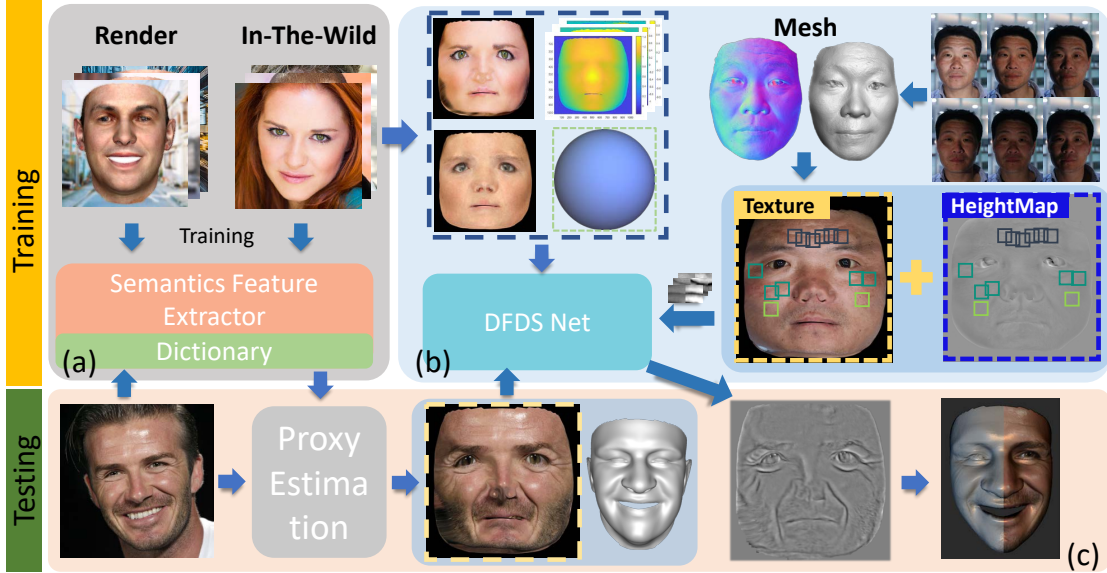 Training
Render
In-The-Wild
Training
Semantics Feature
Extractor
Dictionary
(a)
Mesh
Texture
HeightMap
DFDS Net
(b)
Testing
Proxy
Estima
tion
(c)